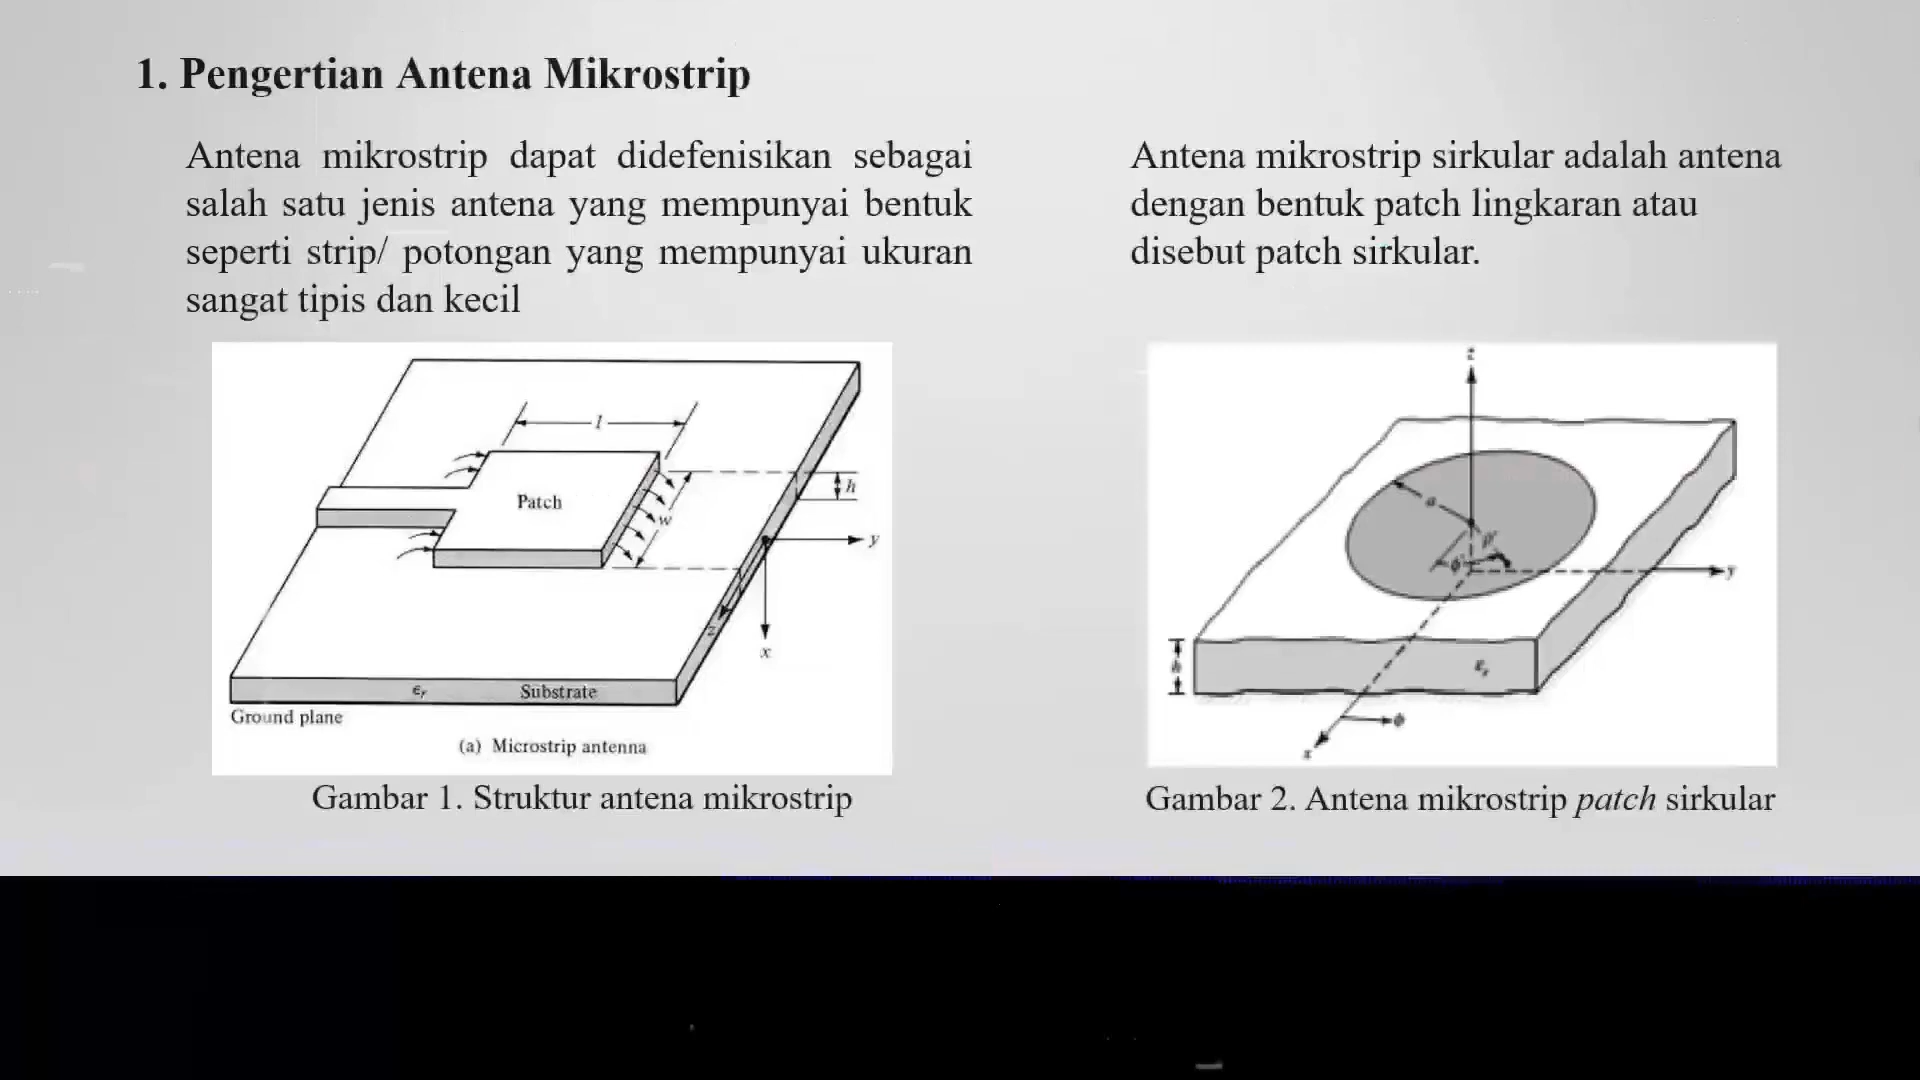 1. Pengertian Antena Mikrostrip
Antena mikrostrip dapat didefenisikan sebagai
salah satu jenis antena yang mempunyai bentuk
seperti strip/ potongan yang mempunyai ukuran
sangat tipis dan kecil
Antena mikrostrip sirkular adalah antena
dengan bentuk patch lingkaran atau
disebut patch sirkular.
l
Patch
w
h
y
z
x
εr Substrate
Ground plane
(a) Microstrip antenna
Gambar 1. Struktur antena mikrostrip
z
a
ρ'
ϕ'
y
h
εr
ϕ
x
Gambar 2. Antena mikrostrip patch sirkular